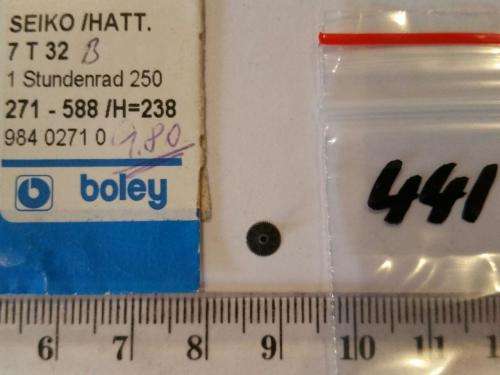 SEIKO /HATT.
7 T 32 B
1 Stundenrad 250
271 - 588 /H=238
984 0271 0 1.80
boley
441
6 7 8 9 10 11